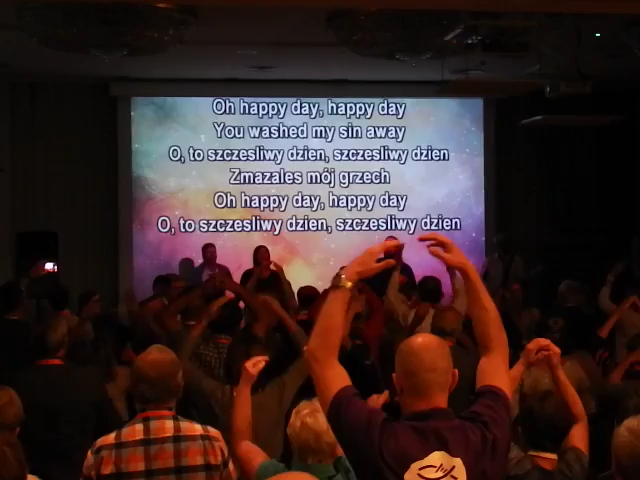 Oh happy day, happy day
You washed my sin away
O, to szczesliwy dzien, szczesliwy dzien
Zmazales mój grzech
Oh happy day, happy day
O, to szczesliwy dzien, szczesliwy dzien